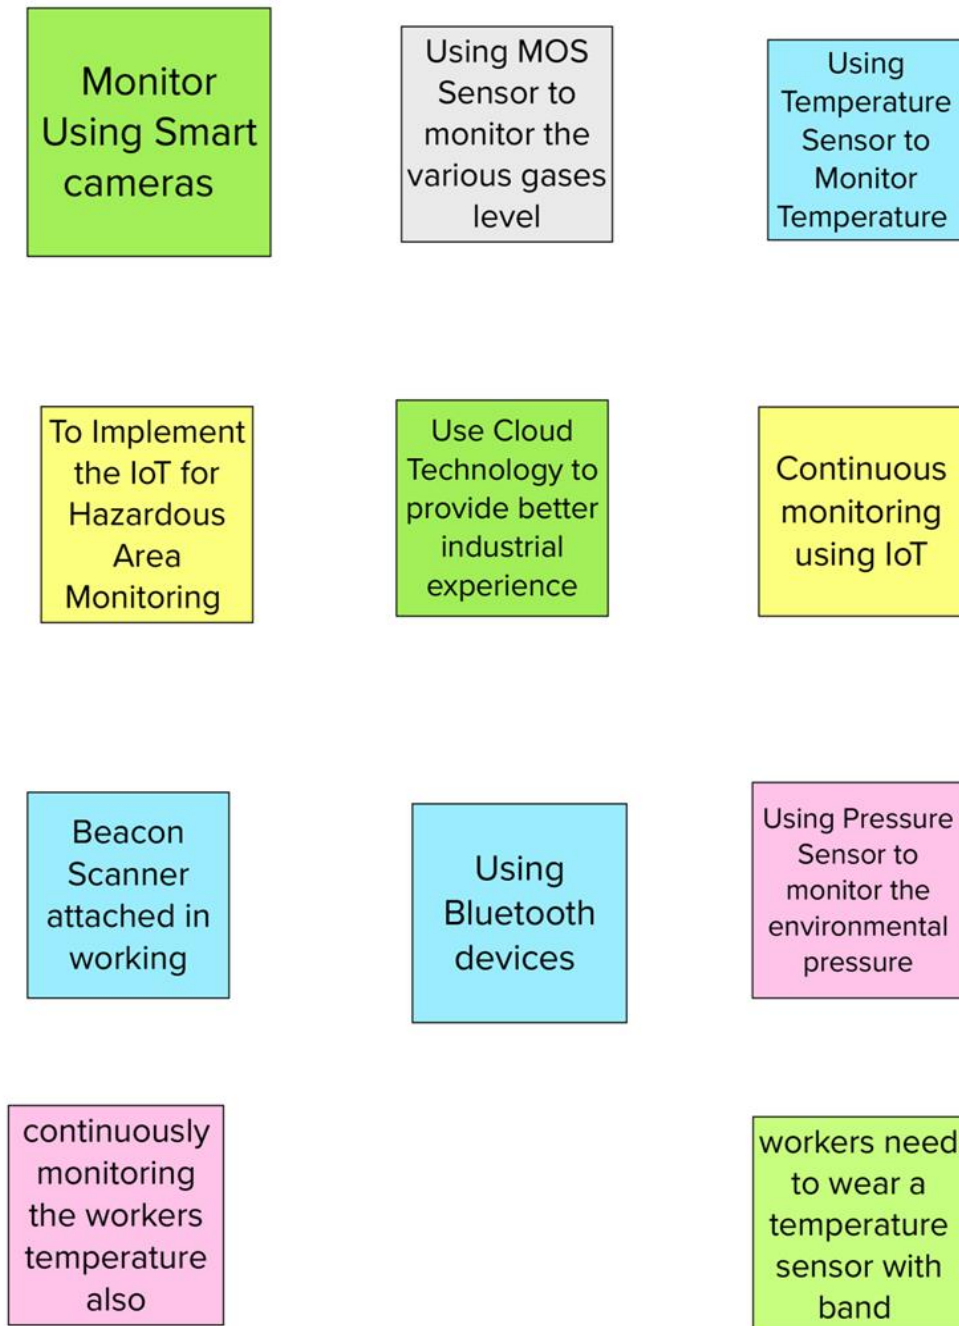 Monitor
Using Smart
cameras
Using MOS
Sensor to
monitor the
various gases
level
Using
Temperature
Sensor to
Monitor
Temperature
To Implement
the IoT for
Hazardous
Area
Monitoring
Use Cloud
Technology to
provide better
industrial
experience
Continuous
monitoring
using IoT
Beacon
Scanner
attached in
working
Using
Bluetooth
devices
Using Pressure
Sensor to
monitor the
environmental
pressure
continuously
monitoring
the workers
temperature
also
workers need
to wear a
temperature
sensor with
band